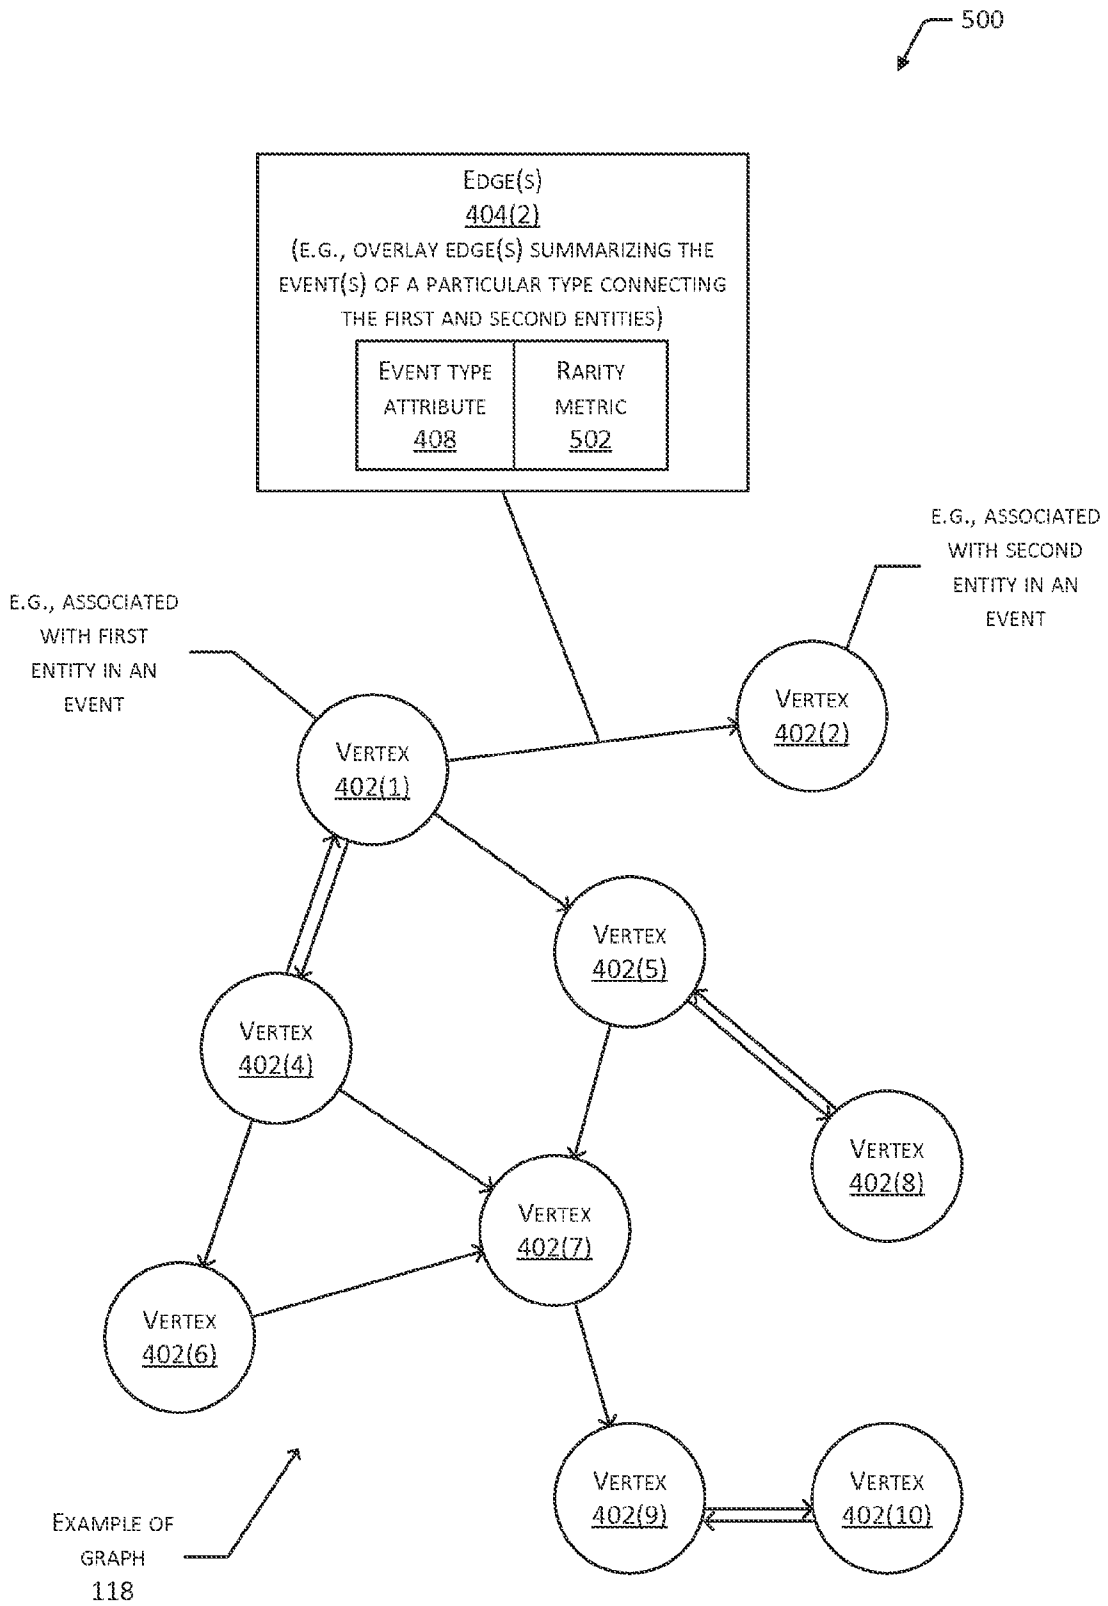 500
Edge(s)
404(2)
(e.g., overlay edge(s) summarizing the
event(s) of a particular type connecting
the first and second entities)
Event type
attribute
408
Rarity
metric
502
e.g., associated
with second
entity in an
event
e.g., associated
with first
entity in an
event
Vertex
402(2)
Vertex
402(1)
Vertex
402(5)
Vertex
402(4)
Vertex
402(8)
Vertex
402(7)
Vertex
402(6)
Vertex
402(9)
Vertex
402(10)
Example of
graph
118